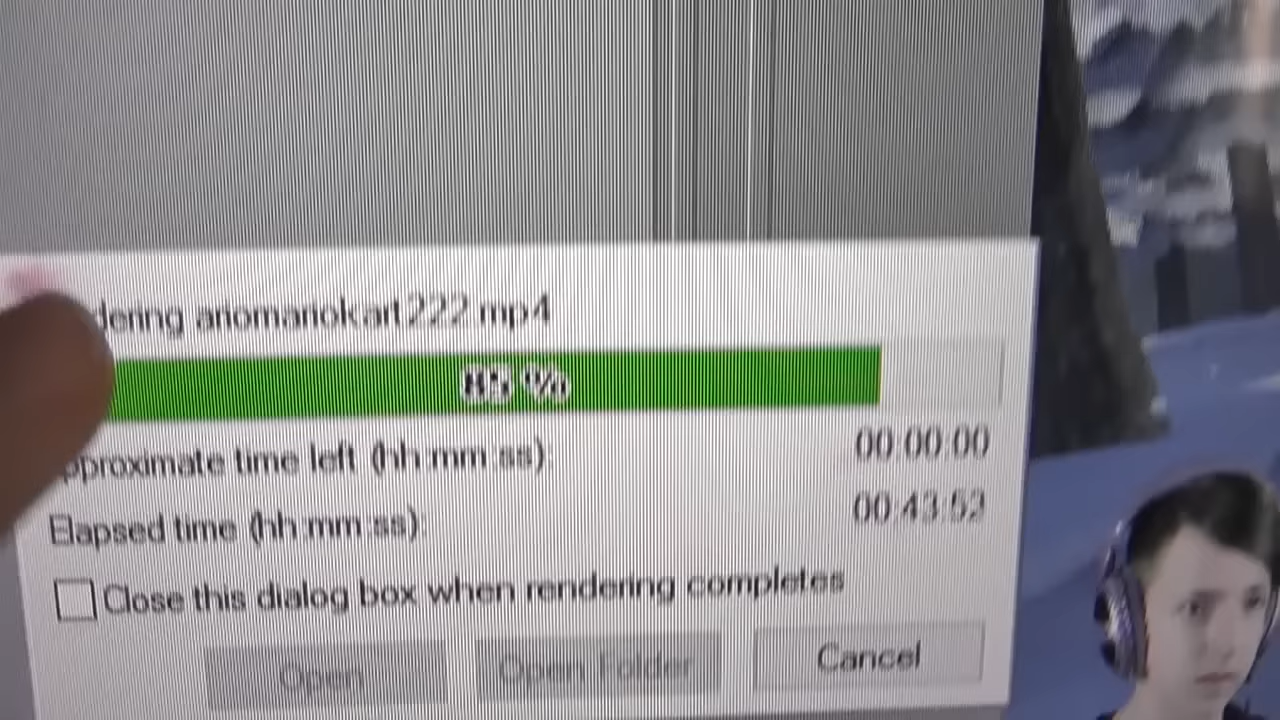 dering ariomariokart222.mp4
85 %
pproximate time left (hh:mm:ss):
00:00:00
Elapsed time (hh:mm:ss):
00:43:52
Close this dialog box when rendering completes
Open
Open Folder
Cancel